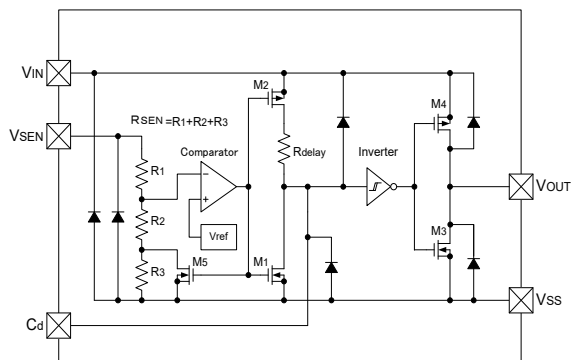 VIN
M2
M4
RSEN =R1+R2+R3
VSEN
Comparator
Rdelay
Inverter
R1
−
+
VOUT
R2
Vref
M3
R3
M5
M1
VSS
Cd